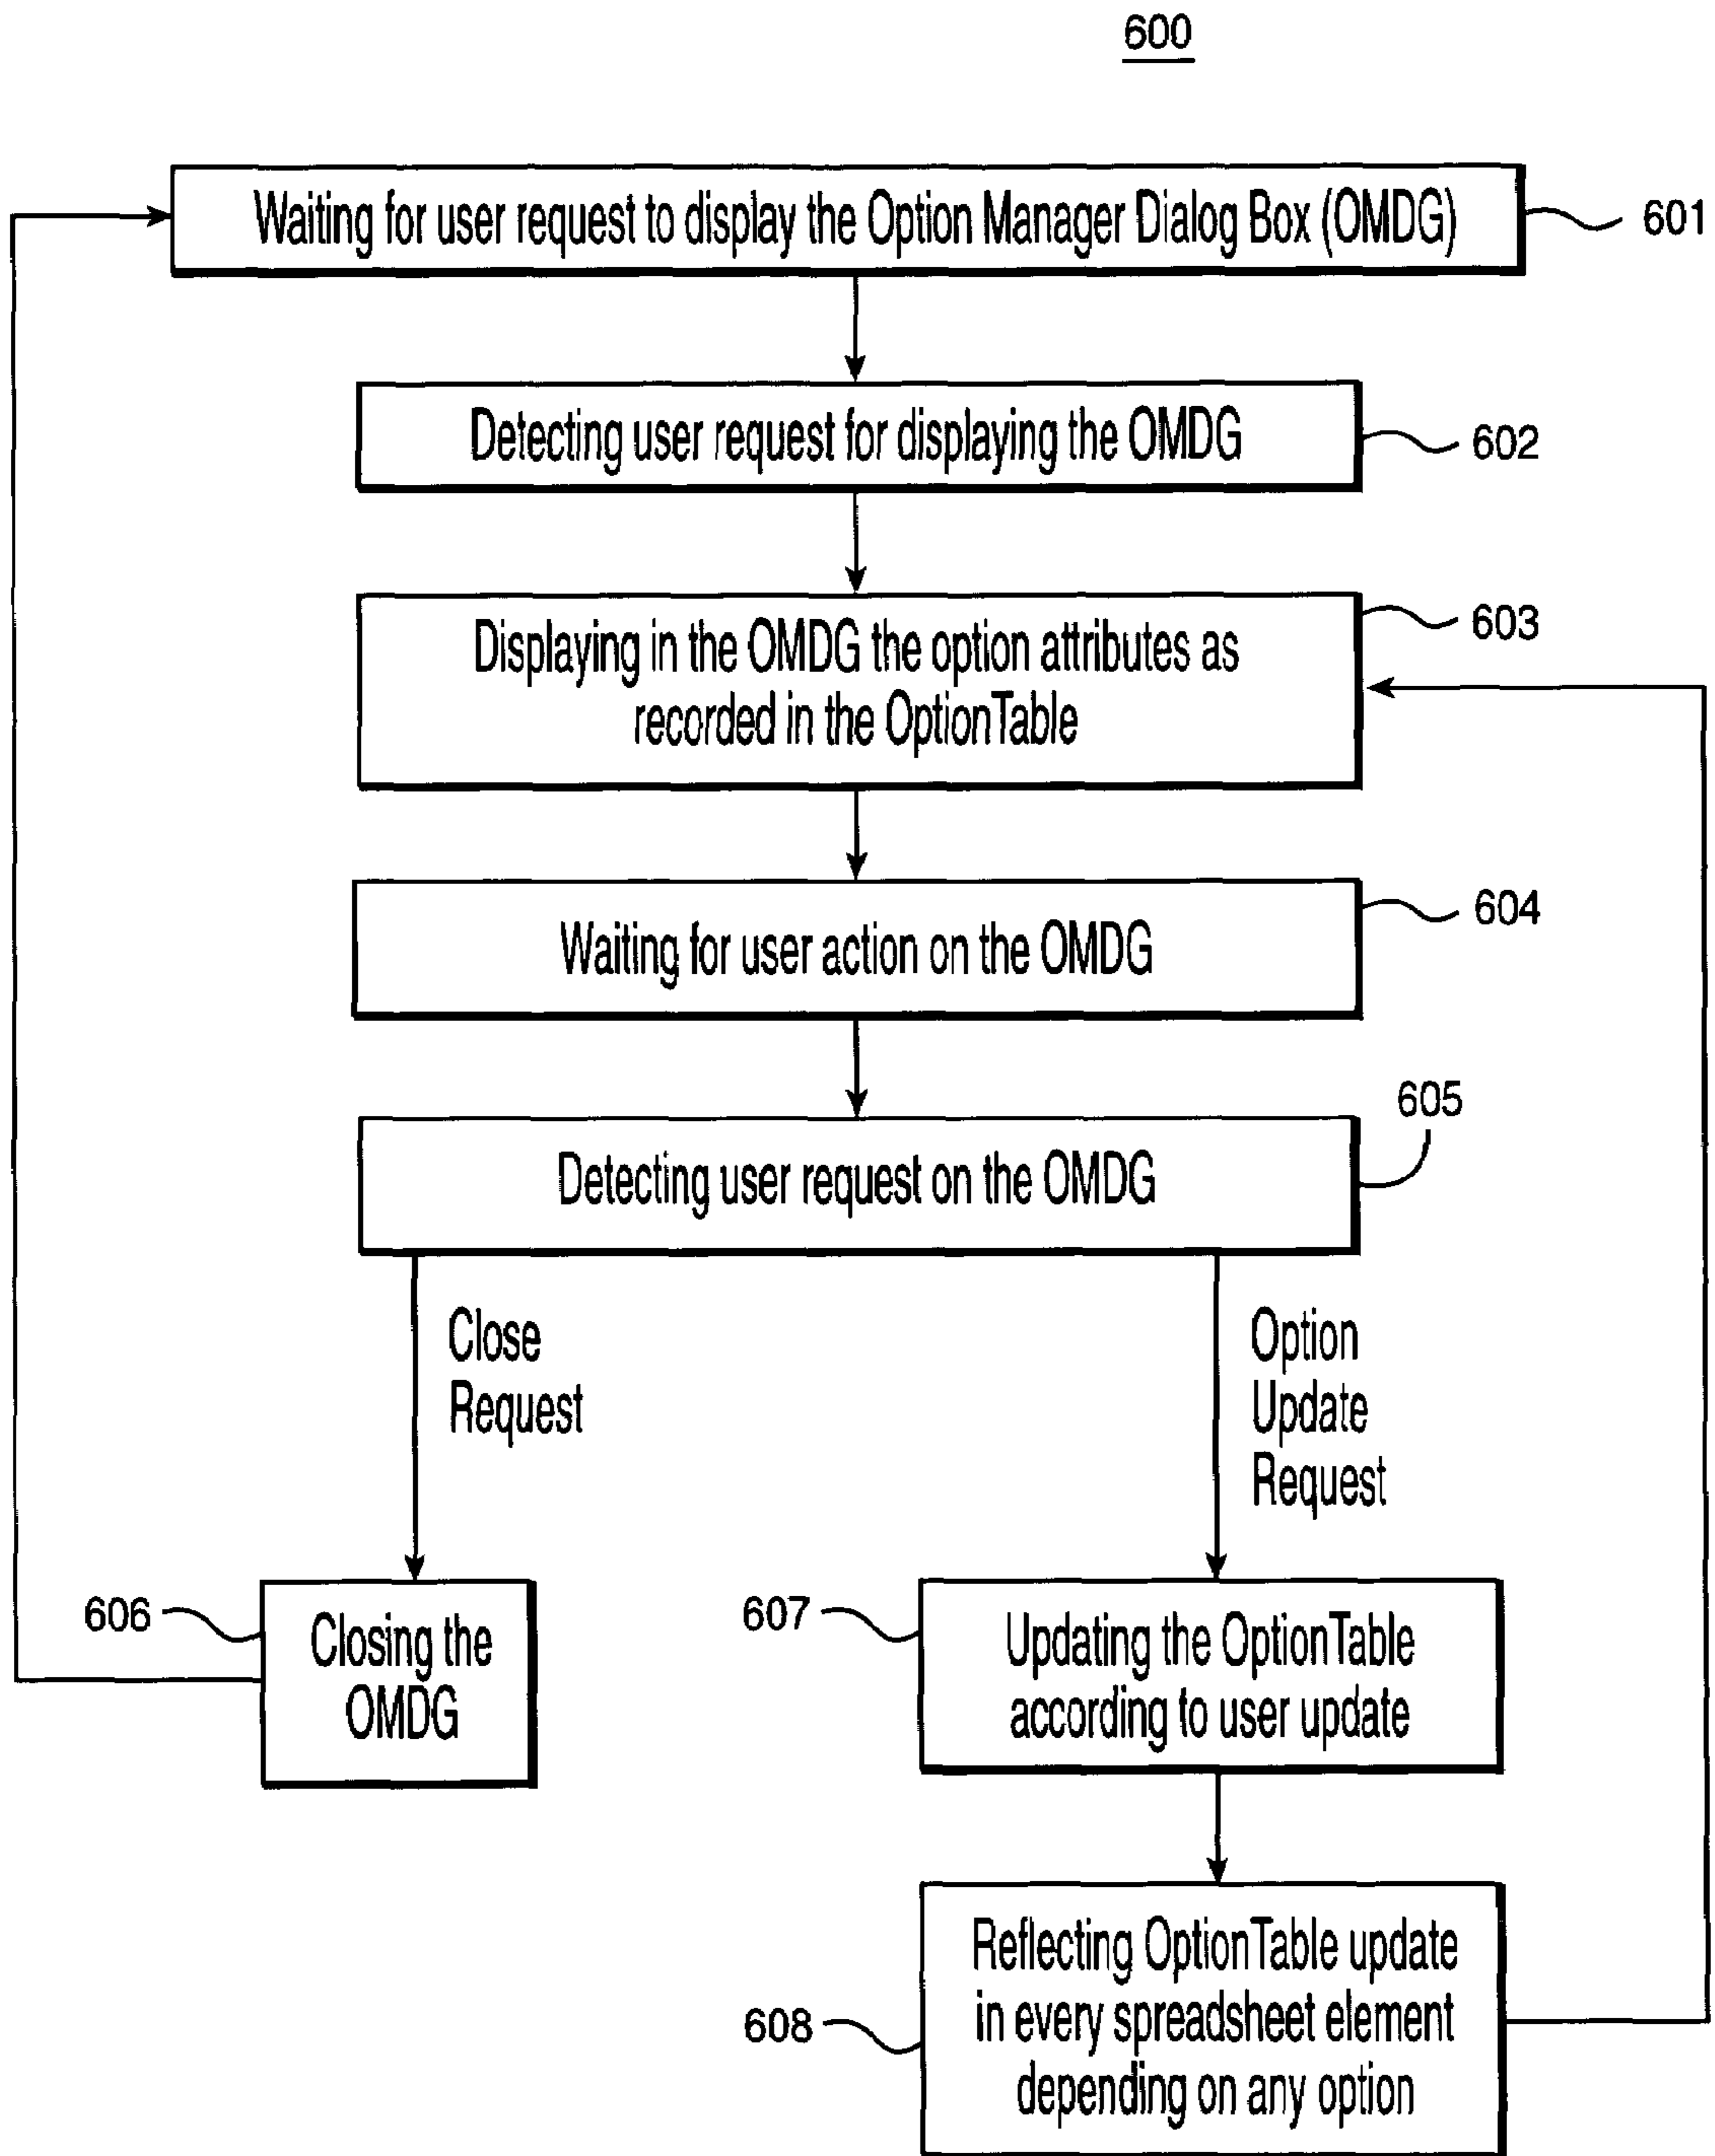 600
Waiting for user request to display the Option Manager Dialog Box (OMDG)
601
Detecting user request for displaying the OMDG
602
Displaying in the OMDG the option attributes as
recorded in the OptionTable
603
Waiting for user action on the OMDG
604
Detecting user request on the OMDG
605
Close
Request
Option
Update
Request
606
Closing the
OMDG
607
Updating the OptionTable
according to user update
608
Reflecting OptionTable update
in every spreadsheet element
depending on any option